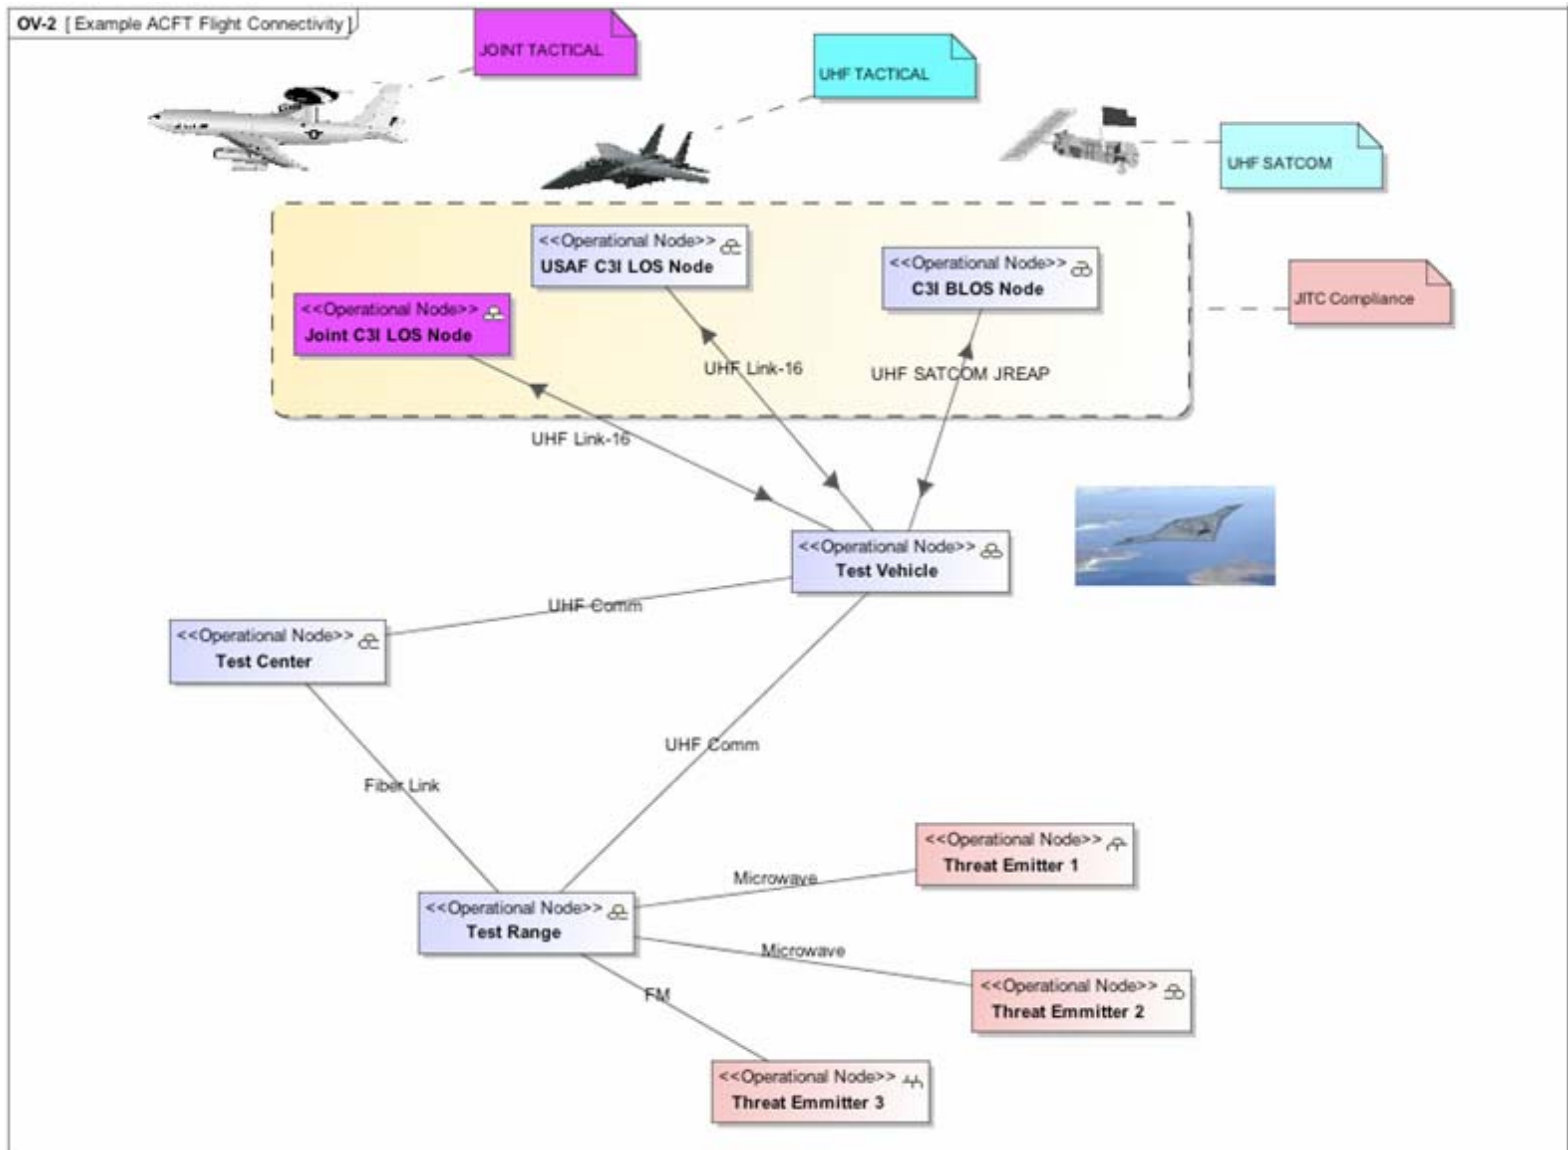 OV-2 [ Example ACFT Flight Connectivity ]
JOINT TACTICAL
UHF TACTICAL
UHF SATCOM
<<Operational Node>>
USAF C3I LOS Node
<<Operational Node>>
C3I BLOS Node
<<Operational Node>>
Joint C3I LOS Node
JITC Compliance
UHF Link-16
UHF SATCOM JREAP
UHF Link-16
<<Operational Node>>
Test Vehicle
UHF Comm
<<Operational Node>>
Test Center
UHF Comm
Fiber Link
<<Operational Node>>
Threat Emitter 1
Microwave
<<Operational Node>>
Test Range
Microwave
<<Operational Node>>
Threat Emmitter 2
FM
<<Operational Node>>
Threat Emmitter 3